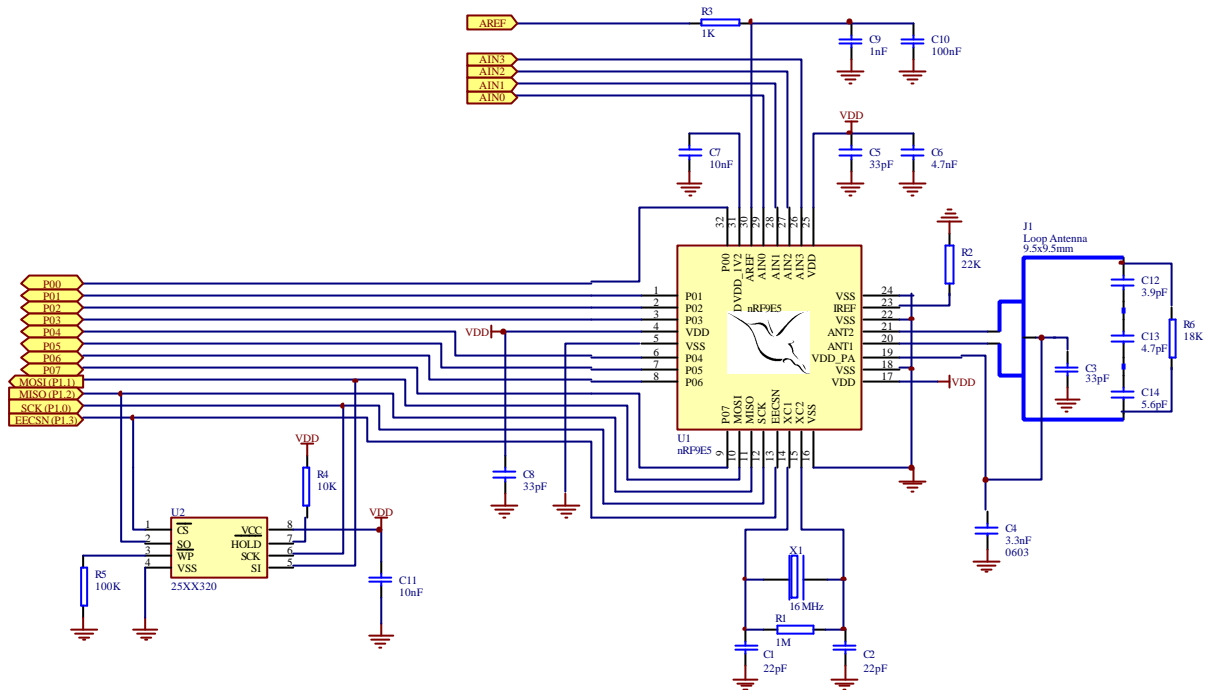 AREF
R3
1K
C9
1nF
C10
100nF
AIN3
AIN2
AIN1
AIN0
VDD
C7
10nF
C5
33pF
C6
4.7nF
32
31
30
29
28
27
26
25
P00
DVDD_1V2
AREF
AIN0
AIN1
AIN2
AIN3
VDD
R2
22K
J1
Loop Antenna
9.5x9.5mm
P00
P01
P02
P03
P04
P05
P06
P07
MOSI (P1.1)
MISO (P1.2)
SCK (P1.0)
EECSN (P1.3)
VDD
1
2
3
4
5
6
7
8
P01
P02
P03
VDD
VSS
P04
P05
P06
nRF9E5
VSS
IREF
VSS
ANT2
ANT1
VDD_PA
VSS
VDD
24
23
22
21
20
19
18
17
VDD
C12
3.9pF
C13
4.7pF
C14
5.6pF
R6
18K
C3
33pF
P07
MOSI
MISO
SCK
EECSN
XC1
XC2
VSS
U1
nRF9E5
9
10
11
12
13
14
15
16
VDD
R4
10K
C8
33pF
U2
VDD
1
2
3
4
CS
SO
WP
VSS
VCC
HOLD
SCK
SI
8
7
6
5
25XX320
R5
100K
C11
10nF
C4
3.3nF
0603
X1
16 MHz
R1
1M
C1
22pF
C2
22pF